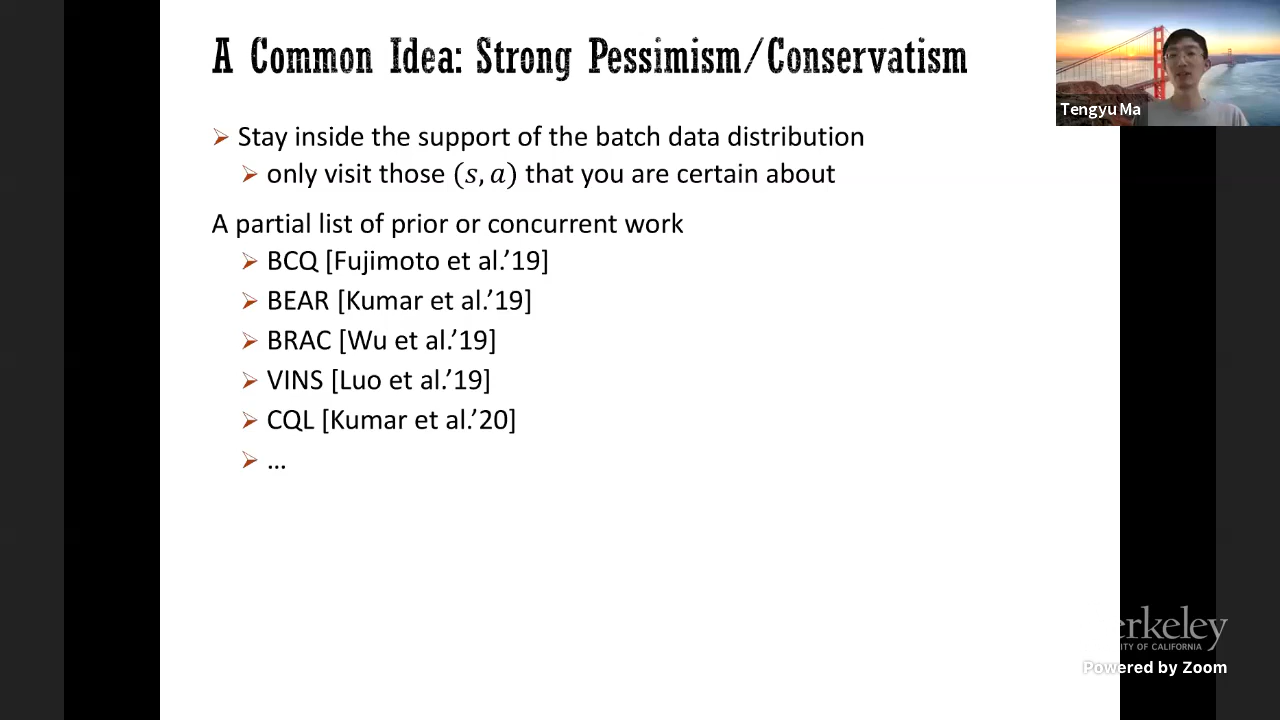 A Common Idea: Strong Pessimism/Conservatism
Tengyu Ma
➢ Stay inside the support of the batch data distribution
➢ only visit those (s, a) that you are certain about
A partial list of prior or concurrent work
➢ BCQ [Fujimoto et al.’19]
➢ BEAR [Kumar et al.’19]
➢ BRAC [Wu et al.’19]
➢ VINS [Luo et al.’19]
➢ CQL [Kumar et al.’20]
➢ …
erkeley
ITY OF CALIFORNIA
Powered by Zoom